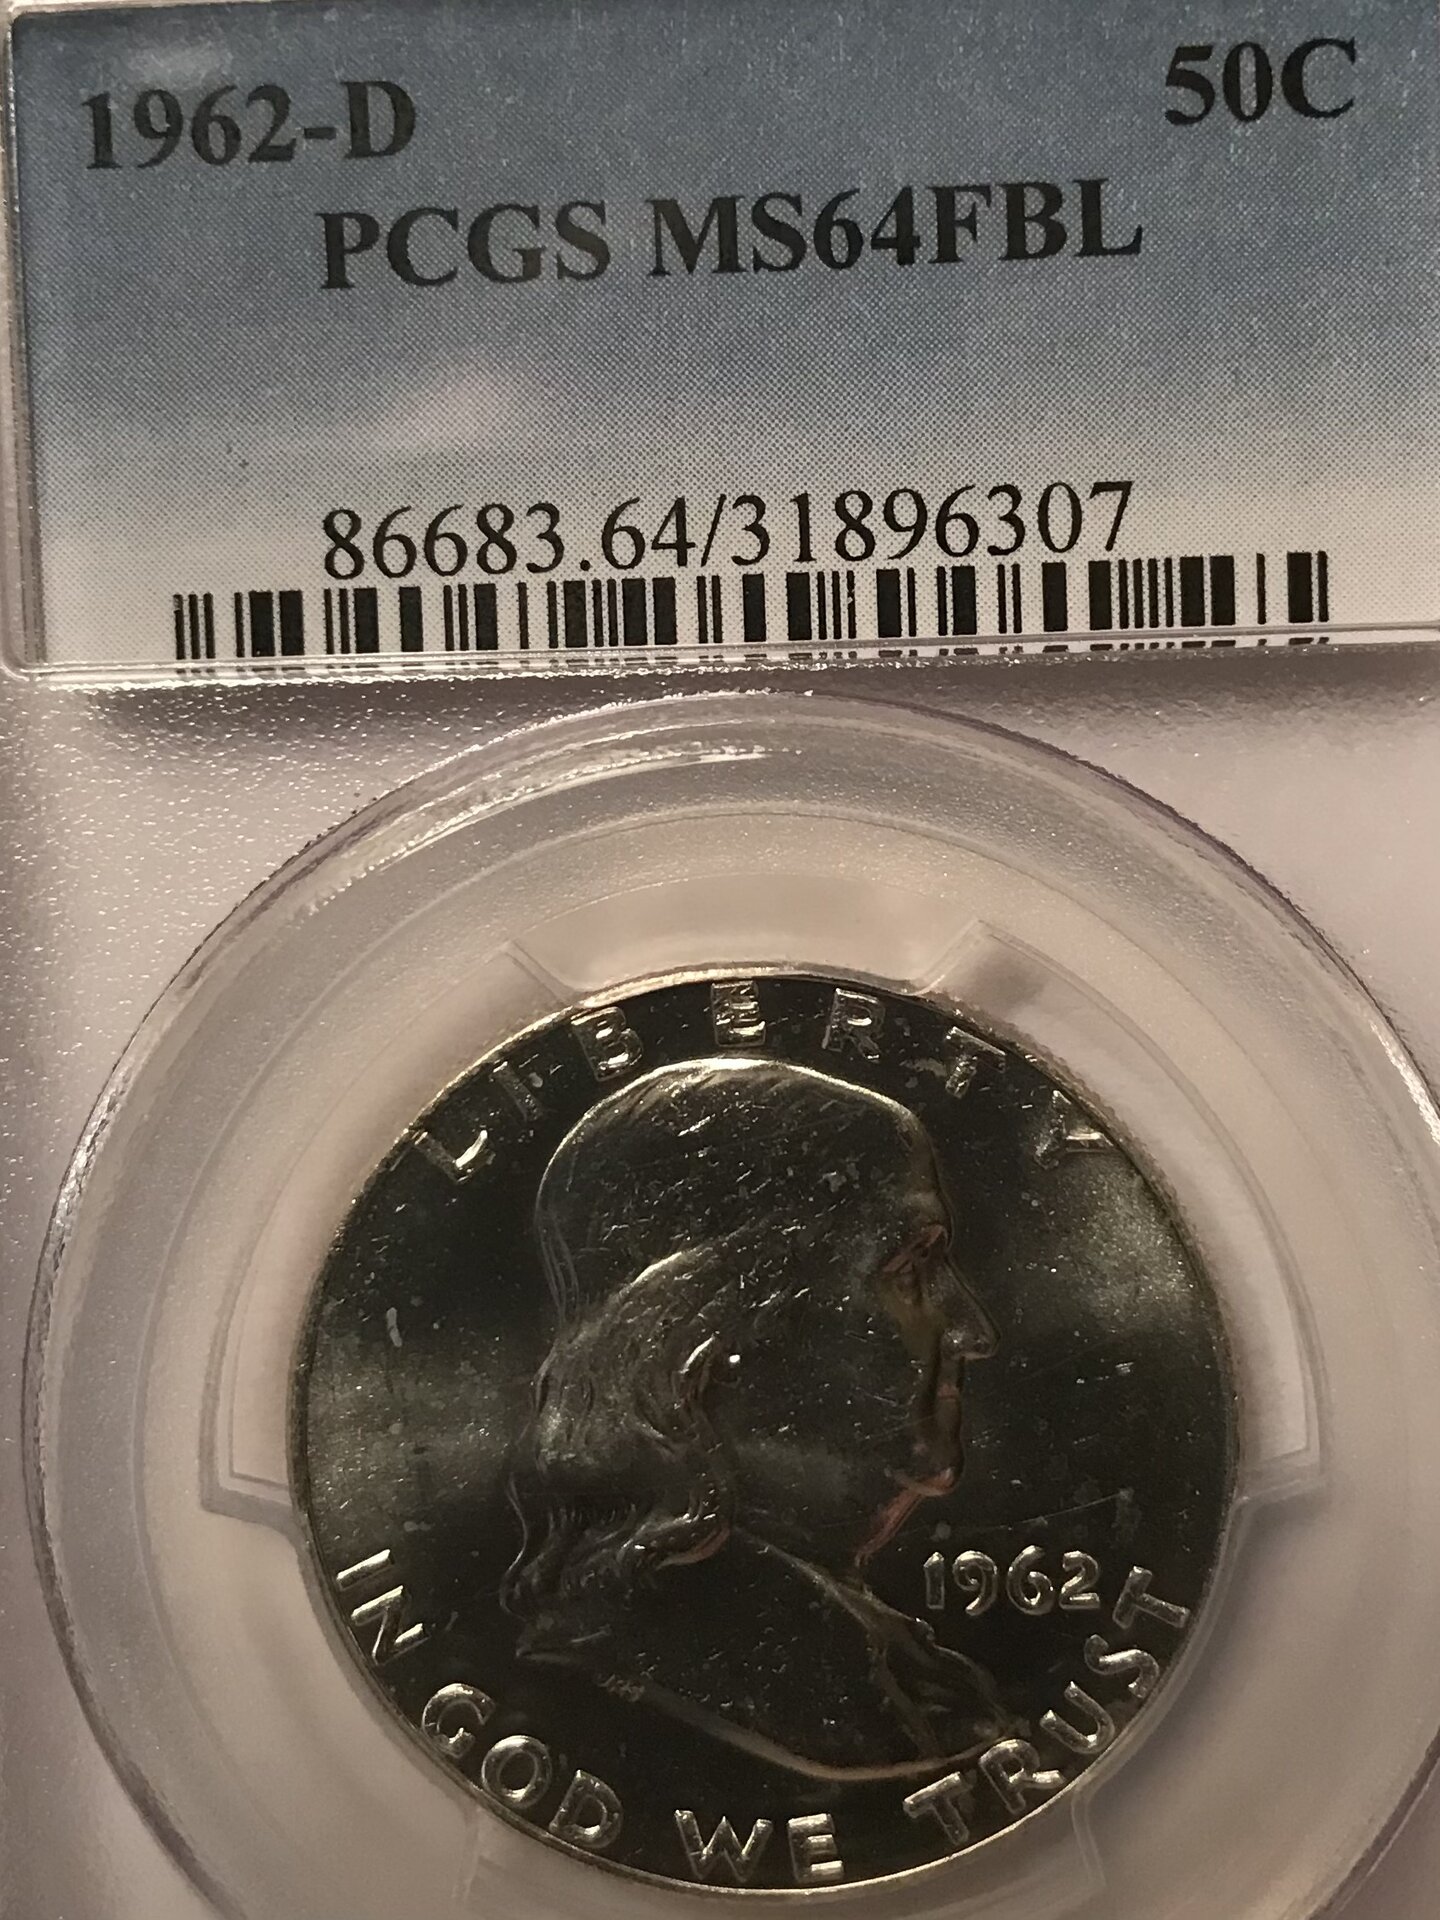 1962-D 50C
PCGS MS64FBL
86683.64/31896307
LIBERTY
1962
IN GOD WE TRUST